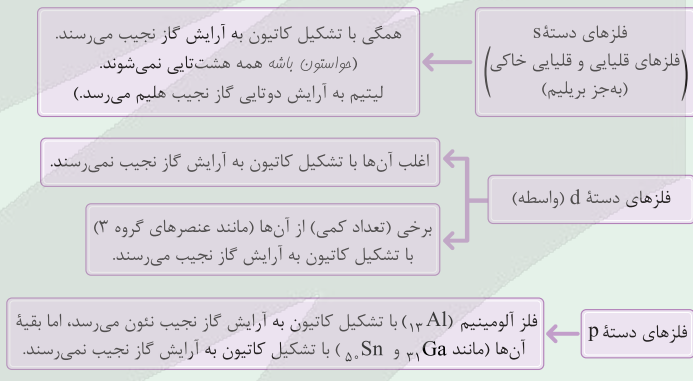 فلزهای دستهٔ s
(فلزهای قلیایی و قلیایی خاکی)
(به‌جز بریلیم)
همگی با تشکیل کاتیون به آرایش گاز نجیب می‌رسند.
(حواستون باشه همه هشت‌تایی نمی‌شوند.
لیتیم به آرایش دوتایی گاز نجیب هلیم می‌رسد.)
فلزهای دستهٔ d (واسطه)
اغلب آن‌ها با تشکیل کاتیون به آرایش گاز نجیب نمی‌رسند.
برخی (تعداد کمی) از آن‌ها (مانند عنصرهای گروه ۳)
با تشکیل کاتیون به آرایش گاز نجیب می‌رسند.
فلزهای دستهٔ p
فلز آلومینیم (₁₃Al) با تشکیل کاتیون به آرایش گاز نجیب نئون می‌رسد، اما بقیهٔ
آن‌ها (مانند ₃₁Ga و ₅₀Sn) با تشکیل کاتیون به آرایش گاز نجیب نمی‌رسند.